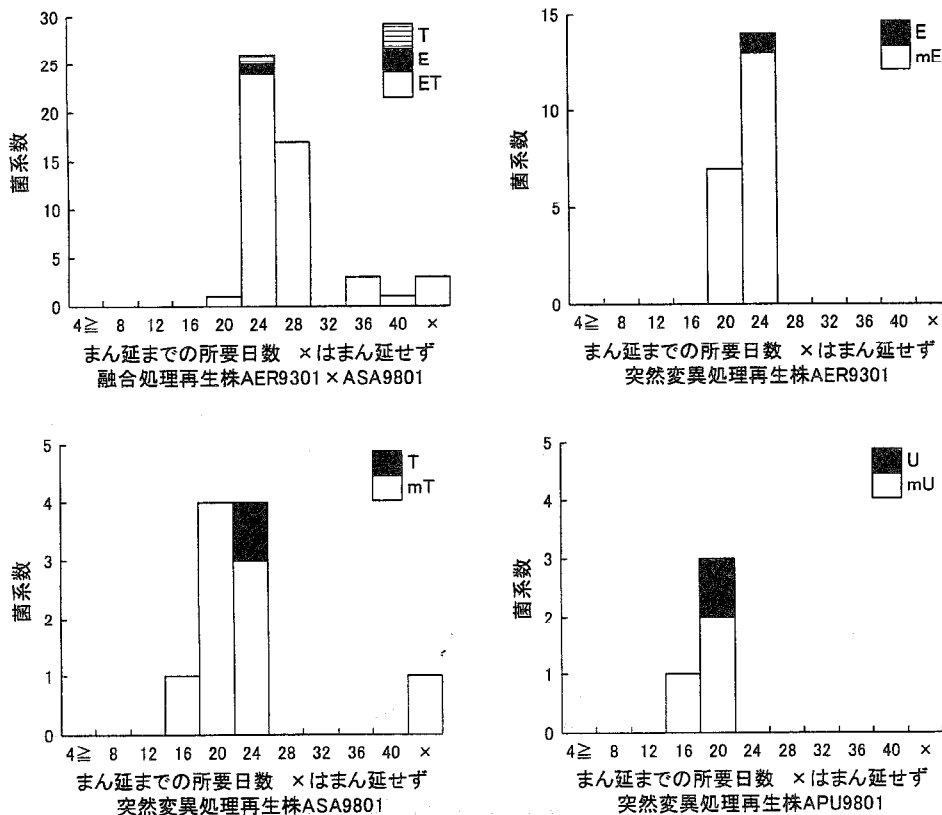 30
25
20
15
10
5
0
菌系数
T
E
ET
4≧ 8 12 16 20 24 28 32 36 40 ×
まん延までの所要日数 ×はまん延せず
融合処理再生株AER9301×ASA9801
15
10
5
0
菌系数
E
mE
4≧ 8 12 16 20 24 28 32 36 40 ×
まん延までの所要日数 ×はまん延せず
突然変異処理再生株AER9301
5
4
3
2
1
0
菌系数
T
mT
4≧ 8 12 16 20 24 28 32 36 40 ×
まん延までの所要日数 ×はまん延せず
突然変異処理再生株ASA9801
5
4
3
2
1
0
菌系数
U
mU
4≧ 8 12 16 20 24 28 32 36 40 ×
まん延までの所要日数 ×はまん延せず
突然変異処理再生株APU9801